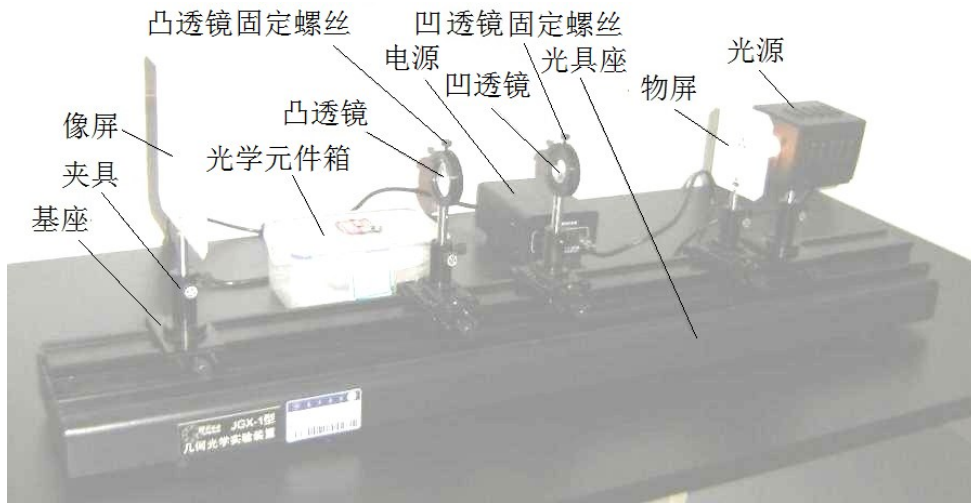 凸透镜固定螺丝
凹透镜固定螺丝
电源
光具座
光源
凹透镜
物屏
凸透镜
像屏
光学元件箱
夹具
基座
JGX-1型
几何光学实验装置